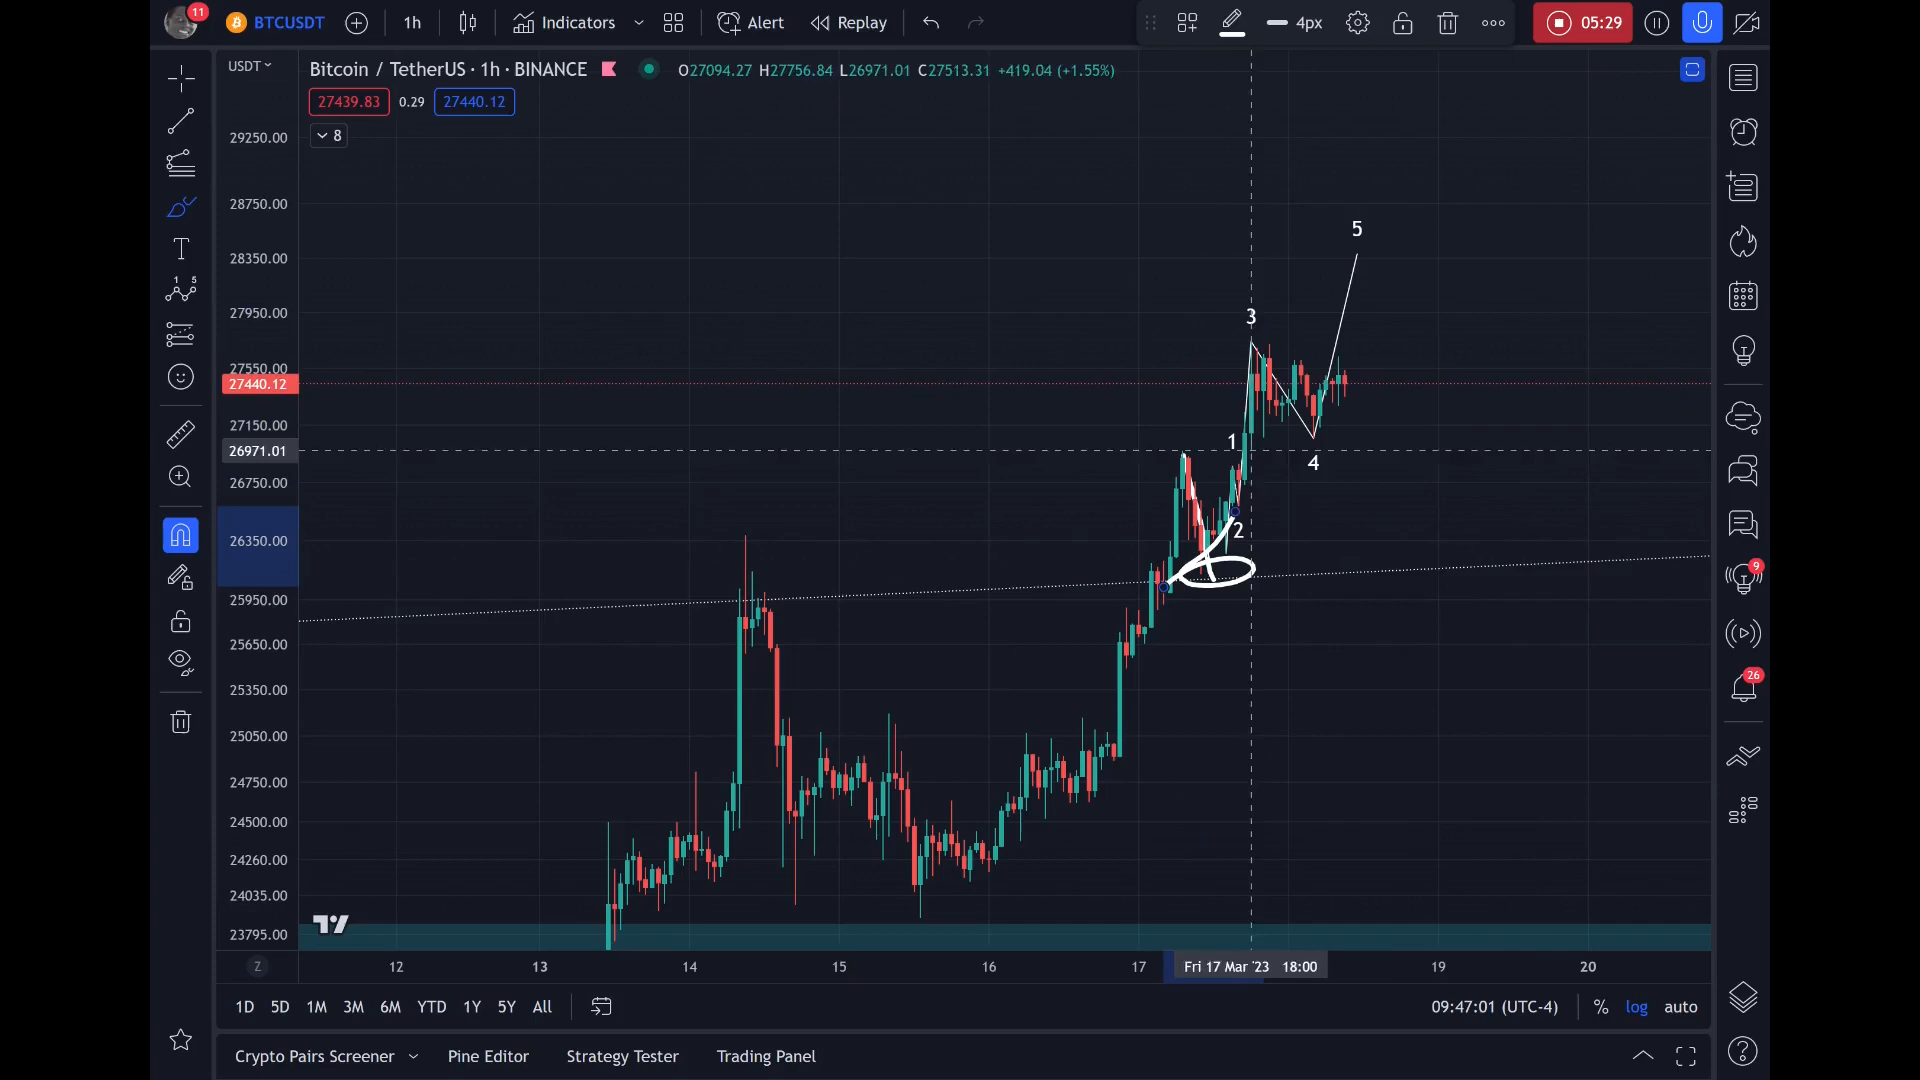 11
BTCUSDT
1h
Indicators
Alert
Replay
4px
05:29
USDT
Bitcoin / TetherUS · 1h · BINANCE
O27094.27 H27756.84 L26971.01 C27513.31 +419.04 (+1.55%)
27439.83 0.29 27440.12
8
29250.00
28750.00
28350.00
27950.00
27550.00
27440.12
27150.00
26971.01
26750.00
26350.00
25950.00
25650.00
25350.00
25050.00
24750.00
24500.00
24260.00
24035.00
23795.00
5
3
1
4
2
1 5
9
26
Z
12 13 14 15 16 17 Fri 17 Mar '23 18:00 19 20
1D 5D 1M 3M 6M YTD 1Y 5Y All
09:47:01 (UTC-4) % log auto
Crypto Pairs Screener Pine Editor Strategy Tester Trading Panel